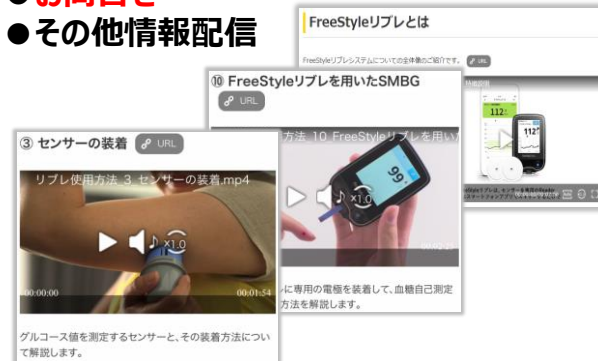 ●その他情報配信
FreeStyleリブレとは
FreeStyleリブレシステムについての全体像のご紹介です。 URL
⑩ FreeStyleリブレを用いたSMBG
URL
方法_10_FreeStyleリブレを用いた
③ センサーの装着 URL
リブレ使用方法_3_センサーの装着.mp4
112
112
99
×1.0
×1.0
00:00:00
00:01:54
に専用の電極を装着して、血糖自己測定
方法を解説します。
グルコース値を測定するセンサーと、その装着方法につい
て解説します。